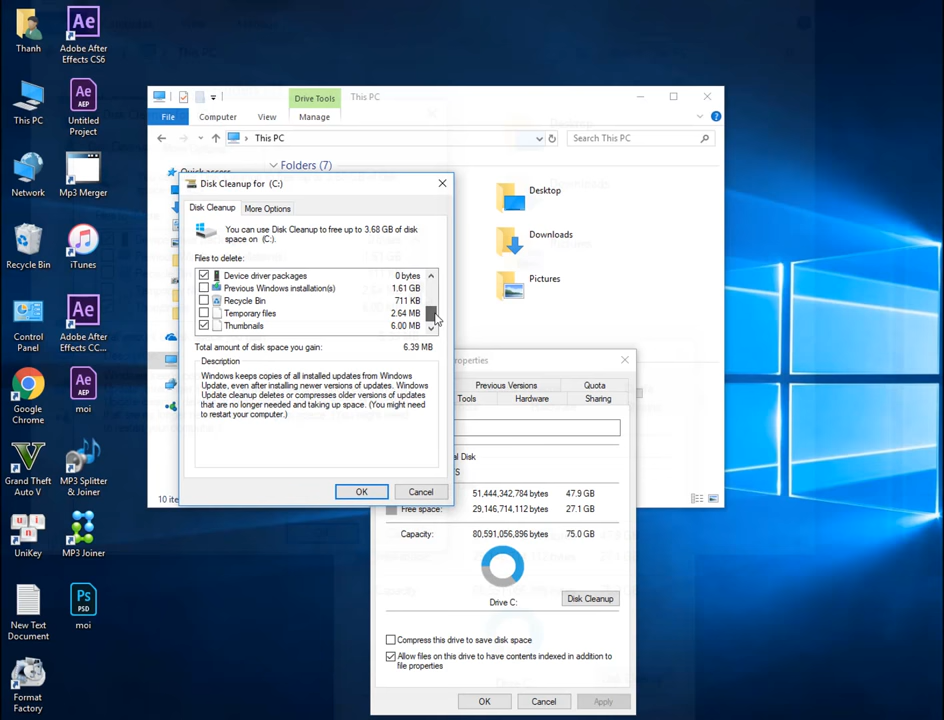 Thanh
Adobe After
Effects CS6
This PC
Untitled
Project
Network
Mp3 Merger
Recycle Bin
iTunes
Control
Panel
Adobe After
Effects CC...
Google
Chrome
moi
Grand Theft
Auto V
MP3 Splitter
& Joiner
UniKey
MP3 Joiner
New Text
Document
moi
Format
Factory
Ae
Ae
AEP
Ae
Ae
AEP
Ps
PSD
Drive Tools
This PC
File
Computer
View
Manage
This PC
Search This PC
Quick access
Folders (7)
Desktop
Downloads
Pictures
10 ite
Disk Cleanup for (C:)
Disk Cleanup
More Options
You can use Disk Cleanup to free up to 3.68 GB of disk
space on (C:).
Files to delete:
Device driver packages 0 bytes
Previous Windows installation(s) 1.61 GB
Recycle Bin 711 KB
Temporary files 2.64 MB
Thumbnails 6.00 MB
Total amount of disk space you gain: 6.39 MB
Description
Windows keeps copies of all installed updates from Windows
Update, even after installing newer versions of updates. Windows
Update cleanup deletes or compresses older versions of updates
that are no longer needed and taking up space. (You might need
to restart your computer.)
OK
Cancel
roperties
Previous Versions
Quota
Tools
Hardware
Sharing
al Disk
S
51,444,342,784 bytes 47.9 GB
Free space: 29,146,714,112 bytes 27.1 GB
Capacity: 80,591,056,896 bytes 75.0 GB
Drive C:
Disk Cleanup
Compress this drive to save disk space
Allow files on this drive to have contents indexed in addition to
file properties
OK
Cancel
Apply